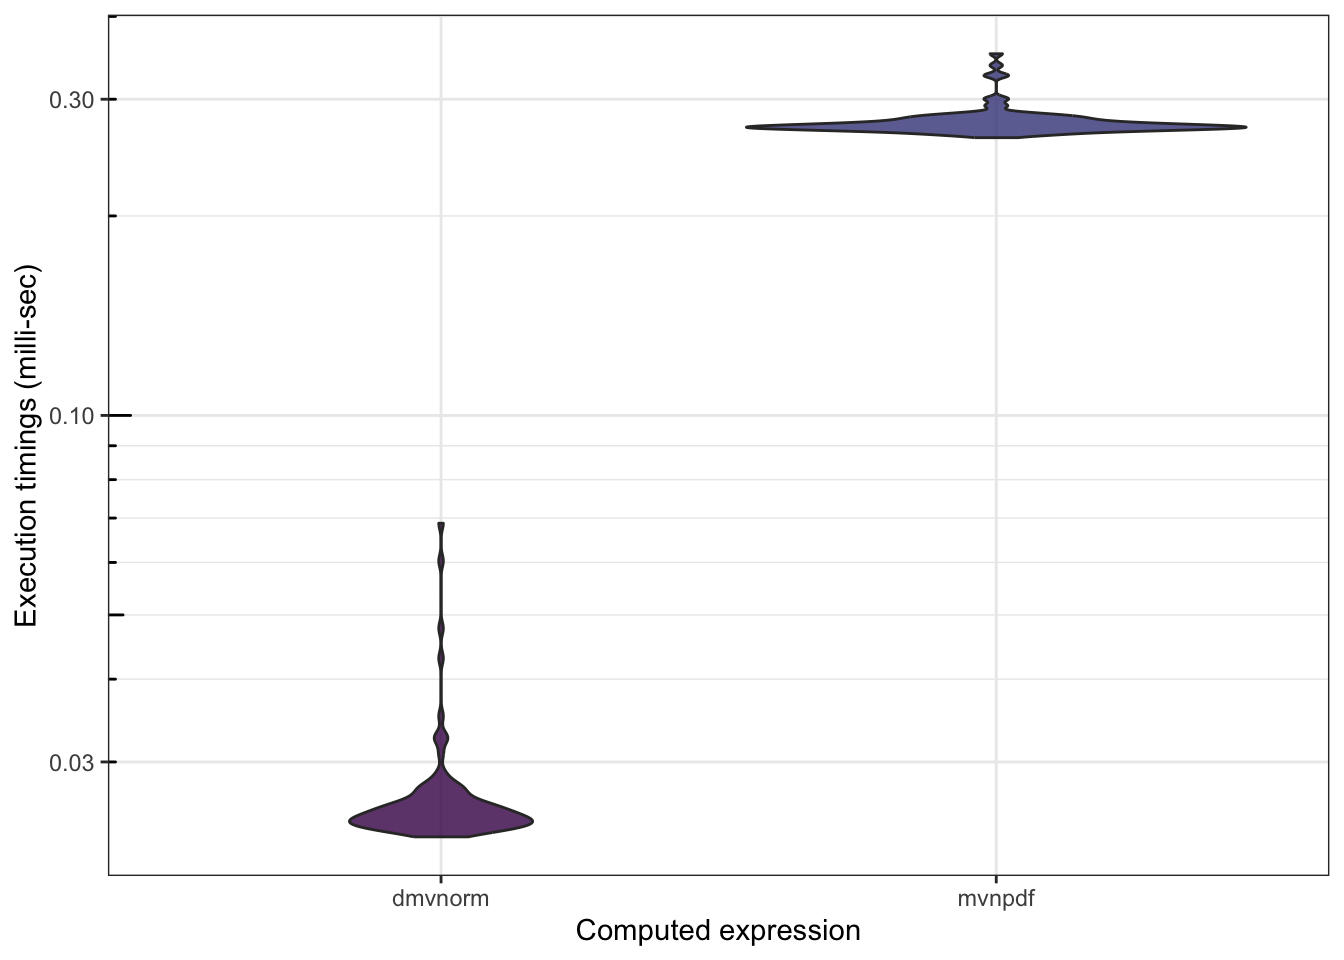 Execution timings (milli-sec)
0.30
0.10
0.03
dmvnorm
mvnpdf
Computed expression